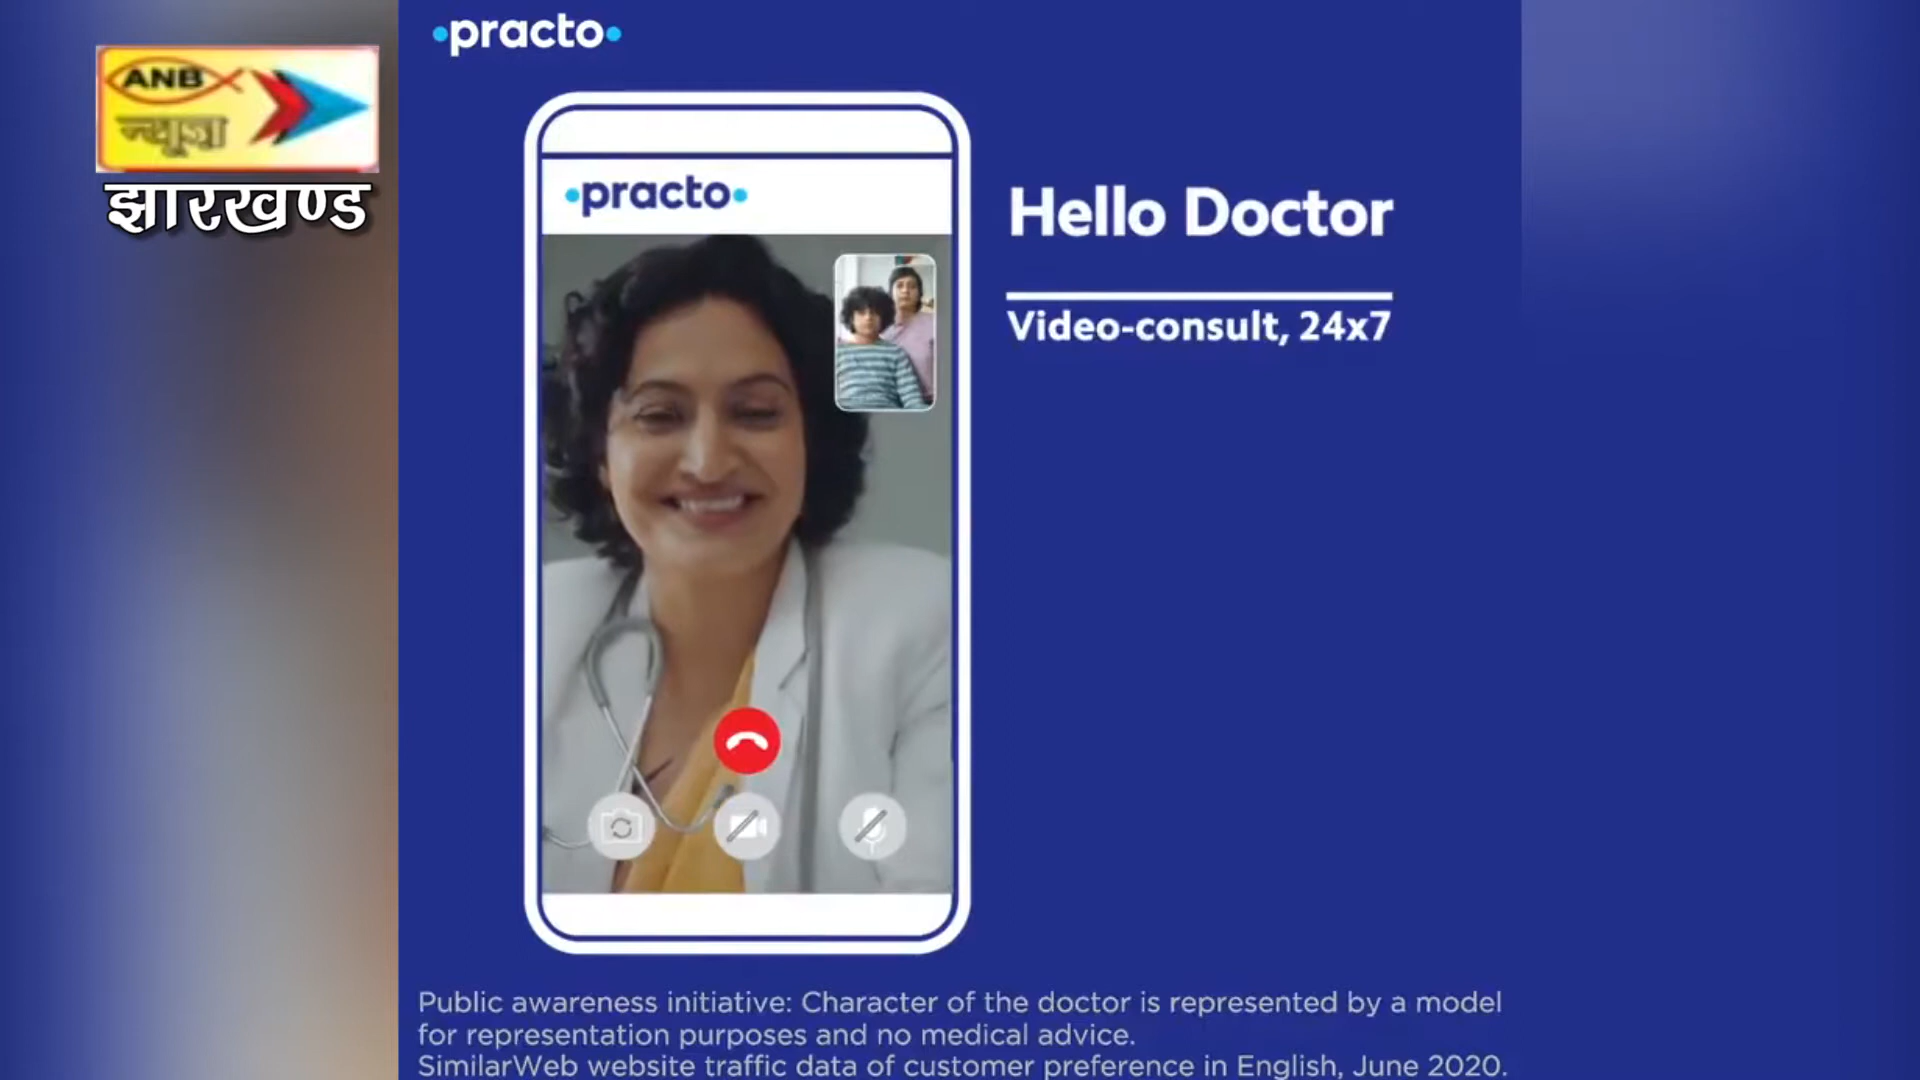 •practo•
ANB
न्यूज़
झारखण्ड
•practo•
Hello Doctor
Video-consult, 24x7
Public awareness initiative: Character of the doctor is represented by a model
for representation purposes and no medical advice.
SimilarWeb website traffic data of customer preference in English, June 2020.